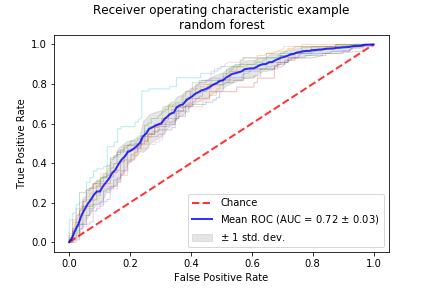 Receiver operating characteristic example
random forest
True Positive Rate
1.0
0.8
0.6
0.4
0.2
0.0
Chance
Mean ROC (AUC = 0.72 ± 0.03)
± 1 std. dev.
0.0 0.2 0.4 0.6 0.8 1.0
False Positive Rate